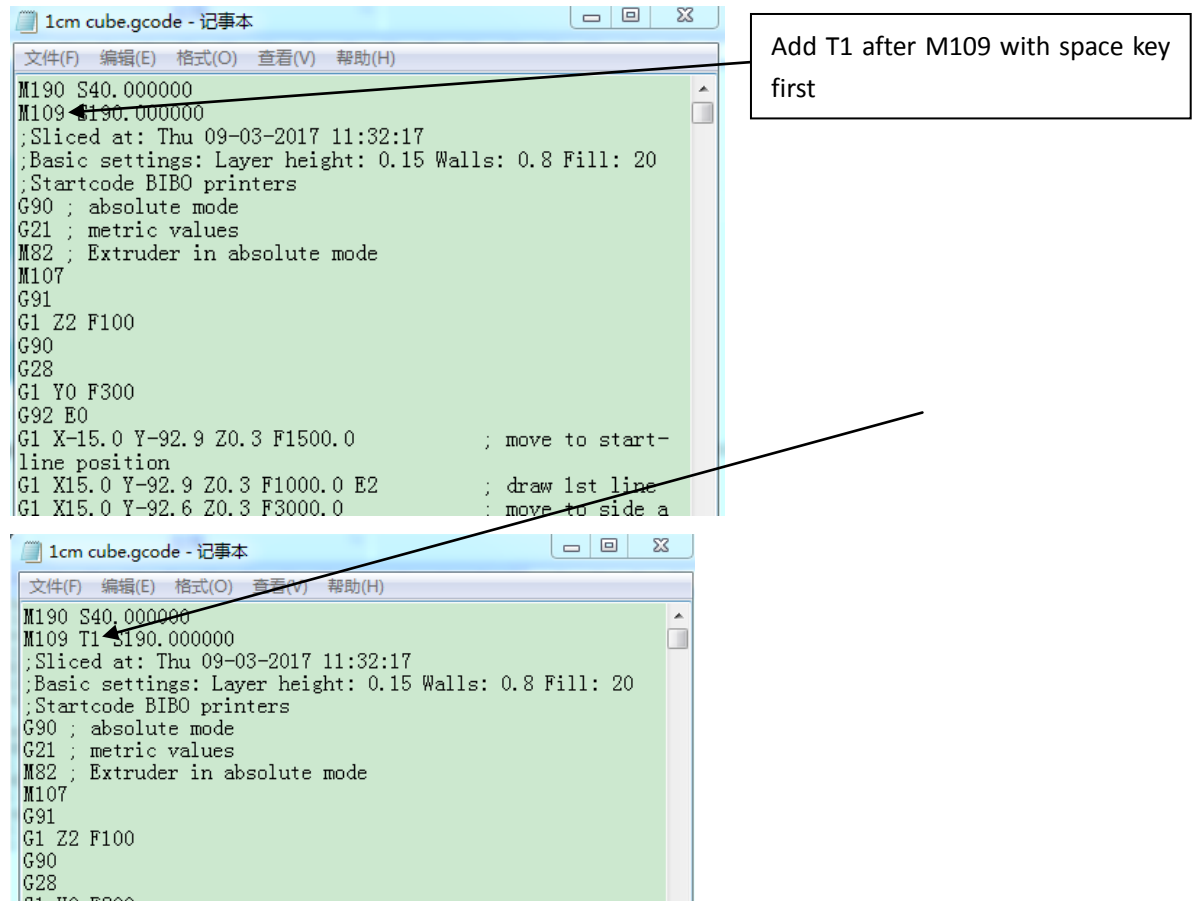 1cm cube.gcode - 记事本
文件(F) 编辑(E) 格式(O) 查看(V) 帮助(H)
M190 S40.000000
M109 S190.000000
;Sliced at: Thu 09-03-2017 11:32:17
;Basic settings: Layer height: 0.15 Walls: 0.8 Fill: 20
;Startcode BIBO printers
G90 ; absolute mode
G21 ; metric values
M82 ; Extruder in absolute mode
M107
G91
G1 Z2 F100
G90
G28
G1 Y0 F300
G92 E0
G1 X-15.0 Y-92.9 Z0.3 F1500.0 ; move to start-
line position
G1 X15.0 Y-92.9 Z0.3 F1000.0 E2 ; draw 1st line
G1 X15.0 Y-92.6 Z0.3 F3000.0 ; move to side a
Add T1 after M109 with space key
first
1cm cube.gcode - 记事本
文件(F) 编辑(E) 格式(O) 查看(V) 帮助(H)
M190 S40.000000
M109 T1 S190.000000
;Sliced at: Thu 09-03-2017 11:32:17
;Basic settings: Layer height: 0.15 Walls: 0.8 Fill: 20
;Startcode BIBO printers
G90 ; absolute mode
G21 ; metric values
M82 ; Extruder in absolute mode
M107
G91
G1 Z2 F100
G90
G28